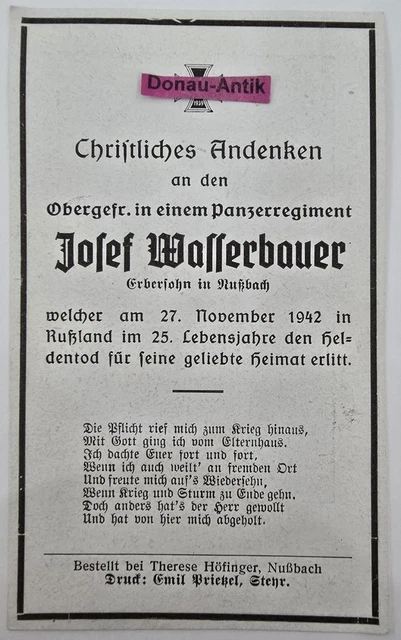 Donau-Antik
1939
Christliches Andenken
an den
Obergefr. in einem Panzerregiment
Josef Wasserbauer
Erbersohn in Nußbach
welcher am 27. November 1942 in
Rußland im 25. Lebensjahre den Hel=
dentod für seine geliebte Heimat erlitt.
Die Pflicht rief mich zum Krieg hinaus,
Mit Gott ging ich vom Elternhaus.
Ich dachte Euer fort und fort,
Wenn ich auch weilt' an fremden Ort
Und freute mich auf's Wiedersehn,
Wenn Krieg und Sturm zu Ende gehn.
Doch anders hat's der Herr gewollt
Und hat von hier mich abgeholt.
Bestellt bei Therese Höfinger, Nußbach
Druck: Emil Prietzel, Steyr.